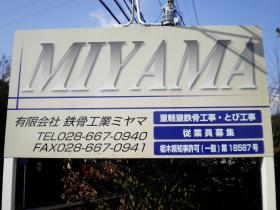 MIYAMA
有限会社 鉄骨工業ミヤマ
TEL028-667-0940
FAX028-667-0941
重軽量鉄骨工事・とび工事
従業員募集
栃木県知事許可(一般)第18587号